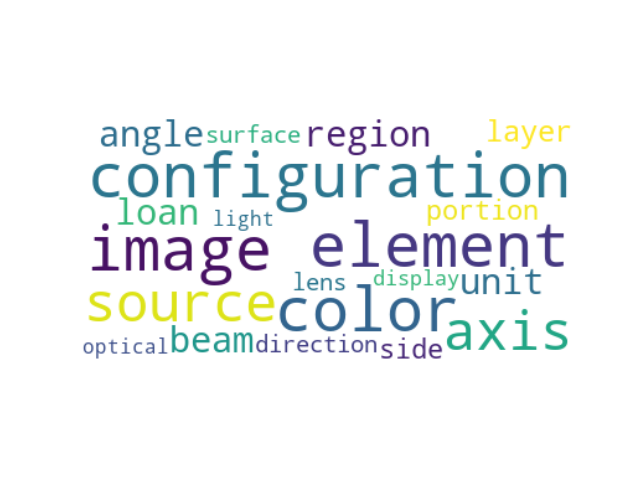 angle surface region layer
configuration
loan light portion
image element
lens display unit
source color axis
optical beam direction side